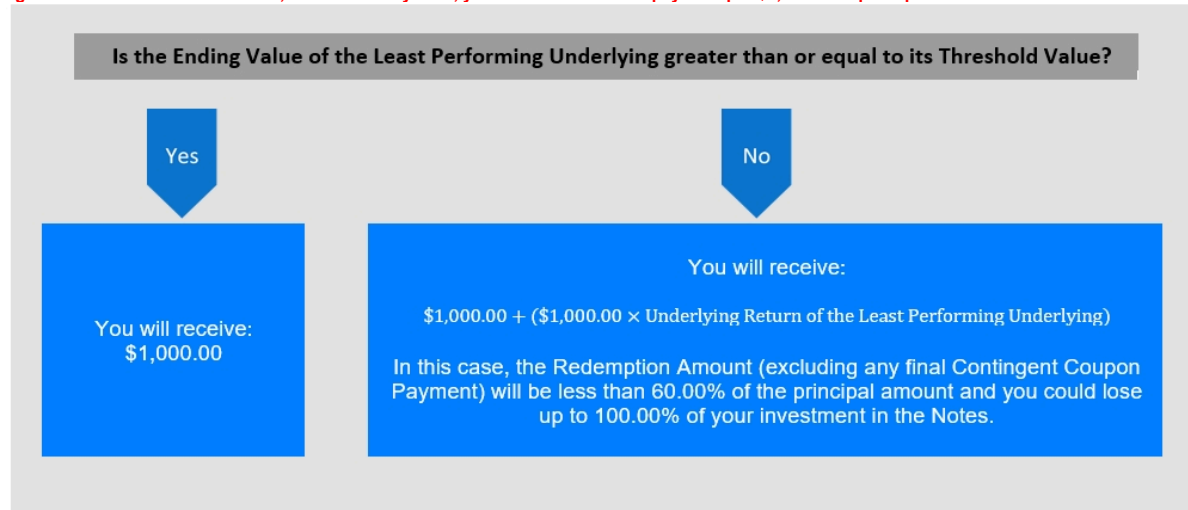 Is the Ending Value of the Least Performing Underlying greater than or equal to its Threshold Value?
Yes
No
You will receive:
$1,000.00
You will receive:
$1,000.00 + ($1,000.00 × Underlying Return of the Least Performing Underlying)
In this case, the Redemption Amount (excluding any final Contingent Coupon
Payment) will be less than 60.00% of the principal amount and you could lose
up to 100.00% of your investment in the Notes.